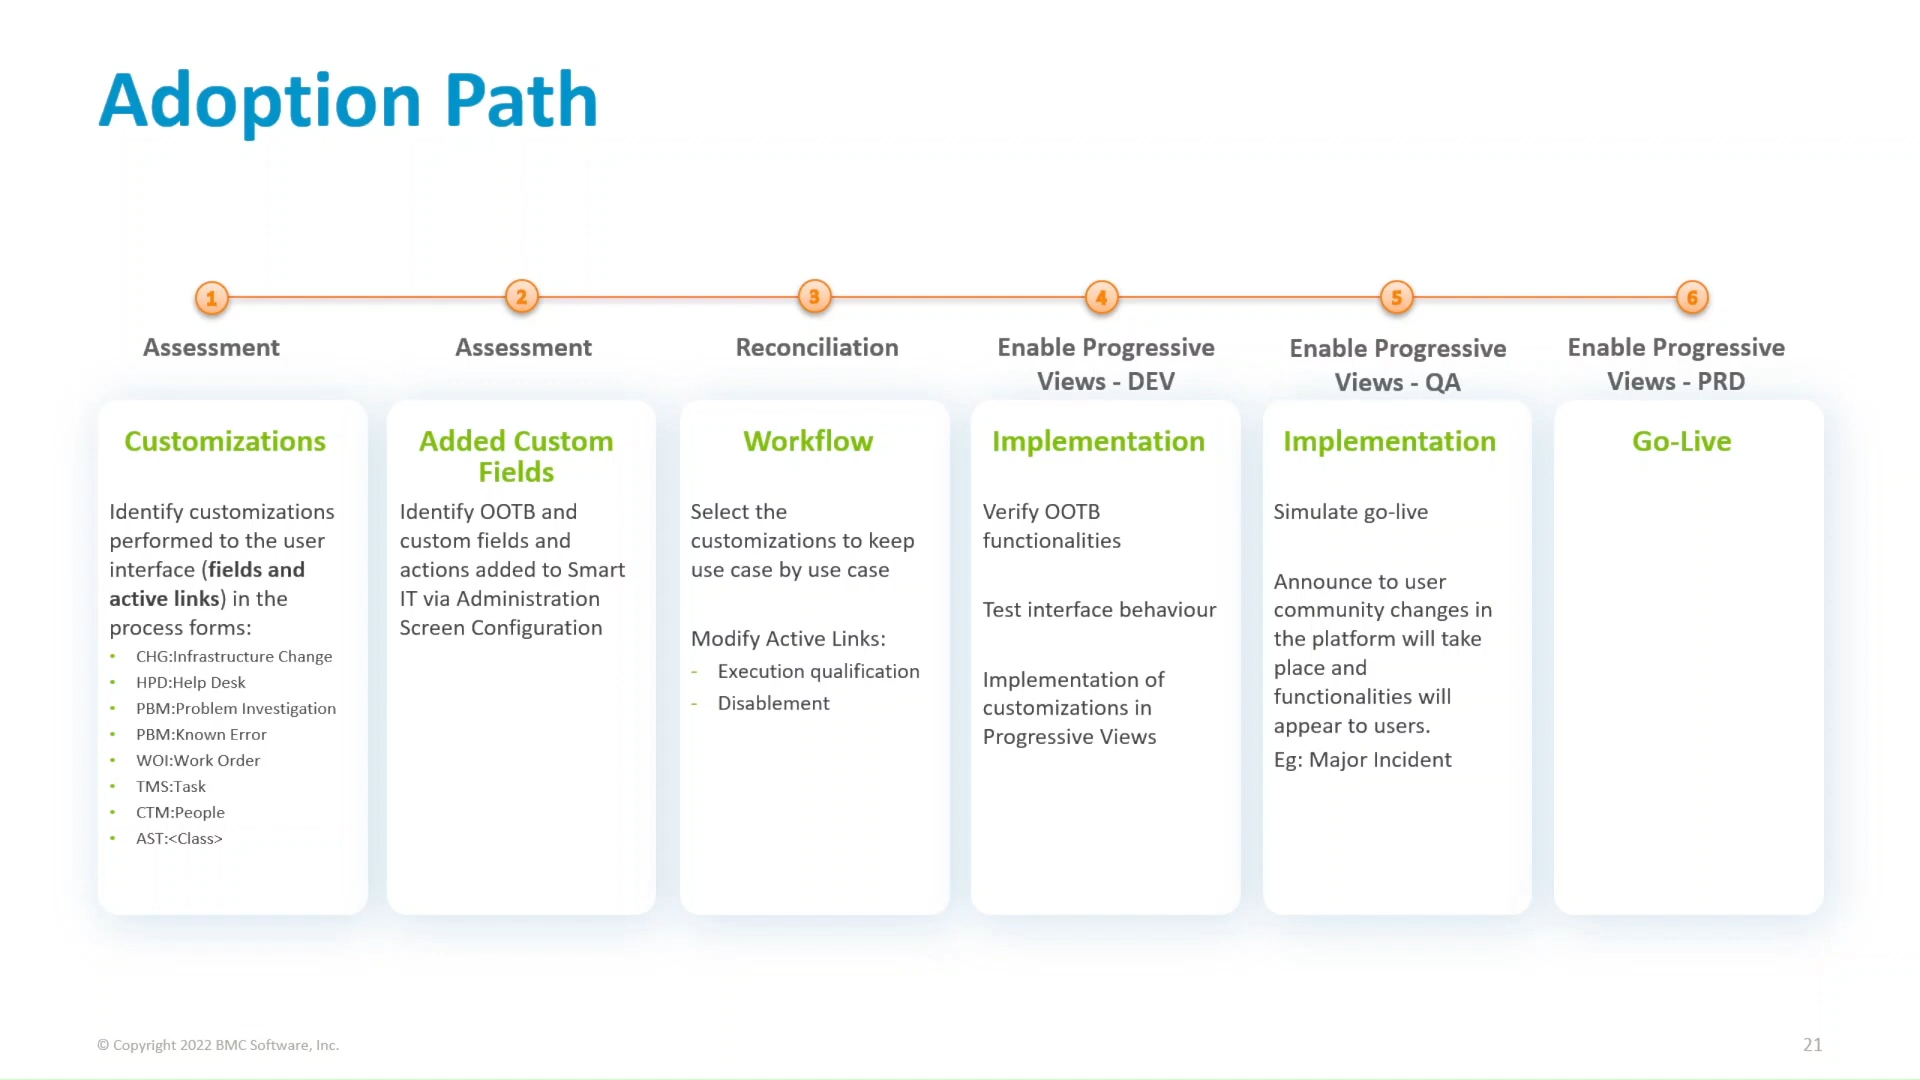 Adoption Path
1
2
3
4
5
6
Assessment
Assessment
Reconciliation
Enable Progressive
Views - DEV
Enable Progressive
Views - QA
Enable Progressive
Views - PRD
Customizations
Identify customizations
performed to the user
interface (fields and
active links) in the
process forms:
• CHG:Infrastructure Change
• HPD:Help Desk
• PBM:Problem Investigation
• PBM:Known Error
• WOI:Work Order
• TMS:Task
• CTM:People
• AST:<Class>
Added Custom
Fields
Identify OOTB and
custom fields and
actions added to Smart
IT via Administration
Screen Configuration
Workflow
Select the
customizations to keep
use case by use case
Modify Active Links:
- Execution qualification
- Disablement
Implementation
Verify OOTB
functionalities
Test interface behaviour
Implementation of
customizations in
Progressive Views
Implementation
Simulate go-live
Announce to user
community changes in
the platform will take
place and
functionalities will
appear to users.
Eg: Major Incident
Go-Live
© Copyright 2022 BMC Software, Inc.
21